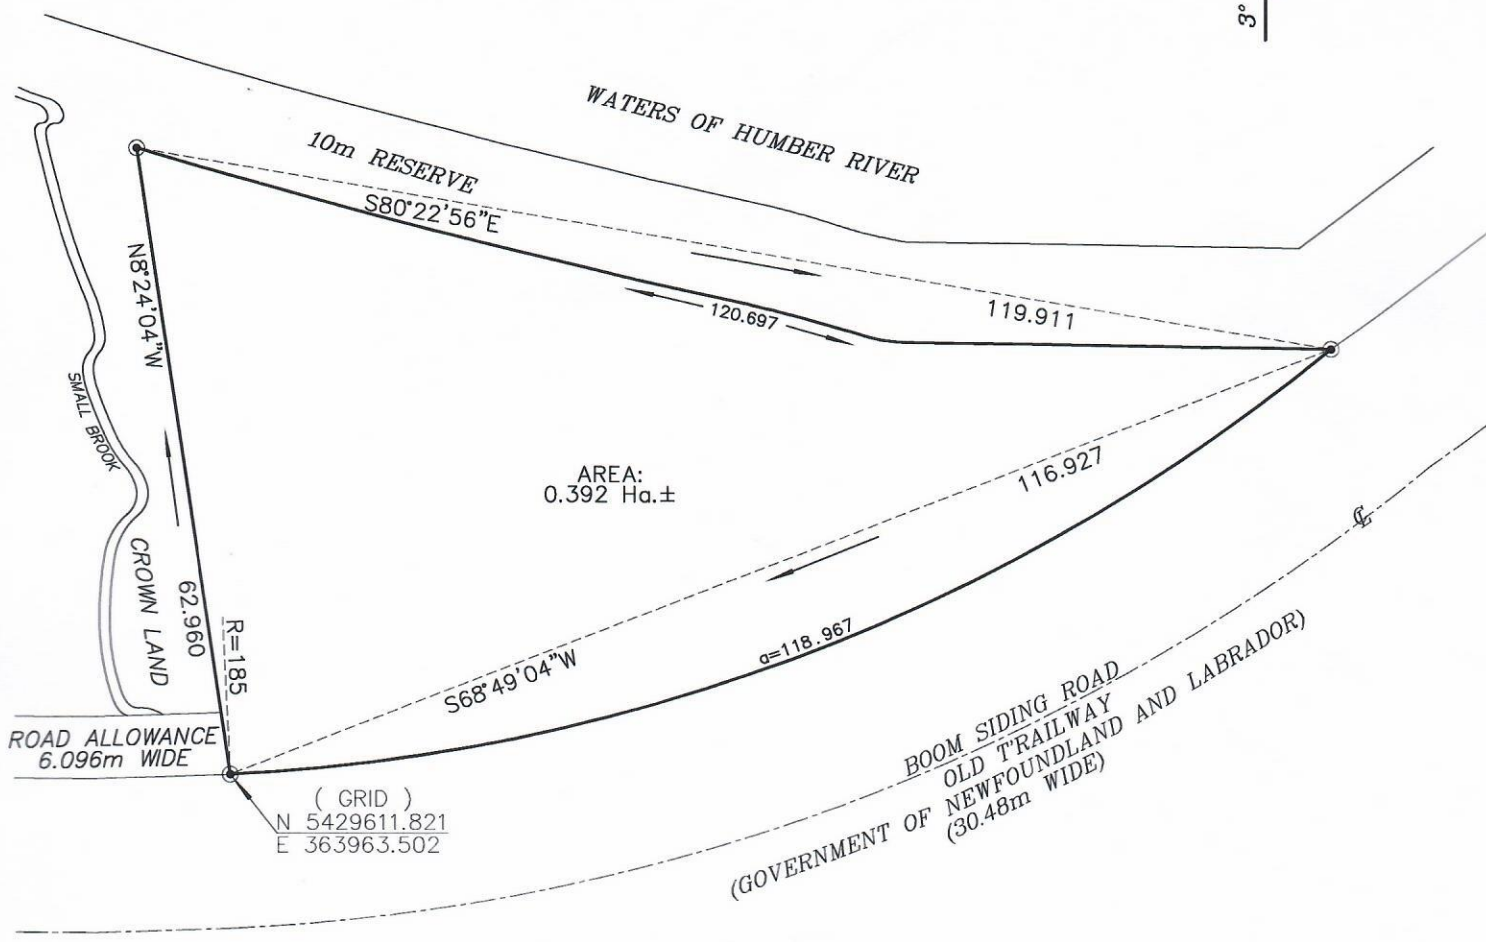 3°
WATERS OF HUMBER RIVER
10m RESERVE
S80°22'56"E
N8°24'04"W
119.911
120.697
SMALL BROOK
AREA:
0.392 Ha.±
116.927
℄
CROWN LAND
62.960
R=185
a=118.967
S68°49'04"W
ROAD ALLOWANCE
6.096m WIDE
BOOM SIDING ROAD
OLD T'RAILWAY
(GOVERNMENT OF NEWFOUNDLAND AND LABRADOR)
(30.48m WIDE)
( GRID )
N 5429611.821
E 363963.502